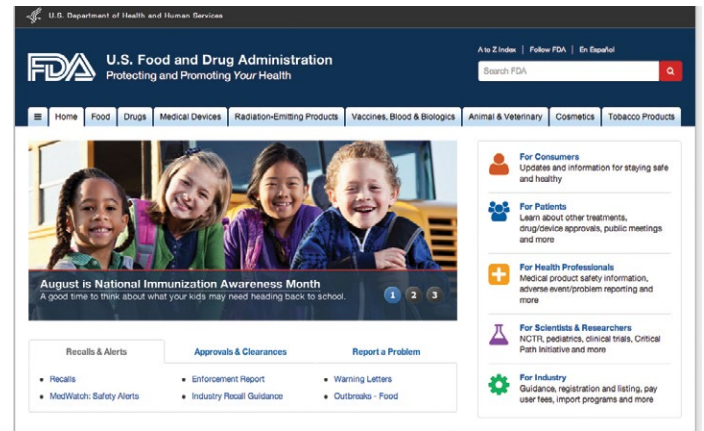 U.S. Department of Health and Human Services
FDA
U.S. Food and Drug Administration
Protecting and Promoting Your Health
A to Z Index | Follow FDA | En Español
Search FDA
Home
Food
Drugs
Medical Devices
Radiation-Emitting Products
Vaccines, Blood & Biologics
Animal & Veterinary
Cosmetics
Tobacco Products
August is National Immunization Awareness Month
A good time to think about what your kids may need heading back to school.
1 2 3
For Consumers
Updates and information for staying safe
and healthy
For Patients
Learn about other treatments,
drug/device approvals, public meetings
and more
For Health Professionals
Medical product safety information,
adverse event/problem reporting and
more
For Scientists & Researchers
NCTR, pediatrics, clinical trials, Critical
Path Initiative and more
For Industry
Guidance, registration and listing, pay
user fees, import programs and more
Recalls & Alerts
Approvals & Clearances
Report a Problem
Recalls
Enforcement Report
Warning Letters
MedWatch: Safety Alerts
Industry Recall Guidance
Outbreaks - Food